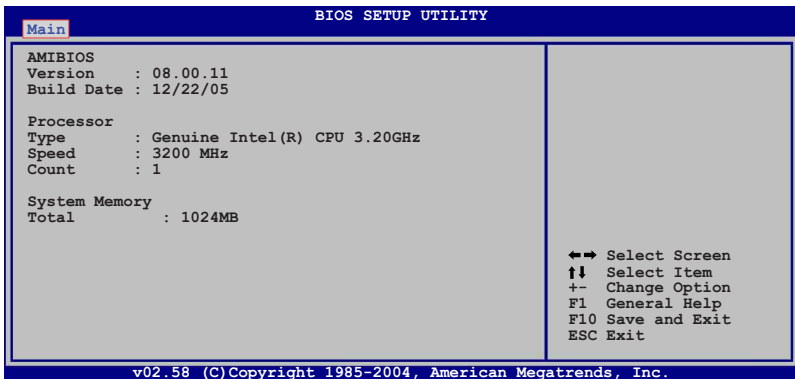 BIOS SETUP UTILITY
Main
AMIBIOS
Version : 08.00.11
Build Date : 12/22/05
Processor
Type : Genuine Intel(R) CPU 3.20GHz
Speed : 3200 MHz
Count : 1
System Memory
Total : 1024MB
←→ Select Screen
↑↓ Select Item
+- Change Option
F1 General Help
F10 Save and Exit
ESC Exit
v02.58 (C)Copyright 1985-2004, American Megatrends, Inc.